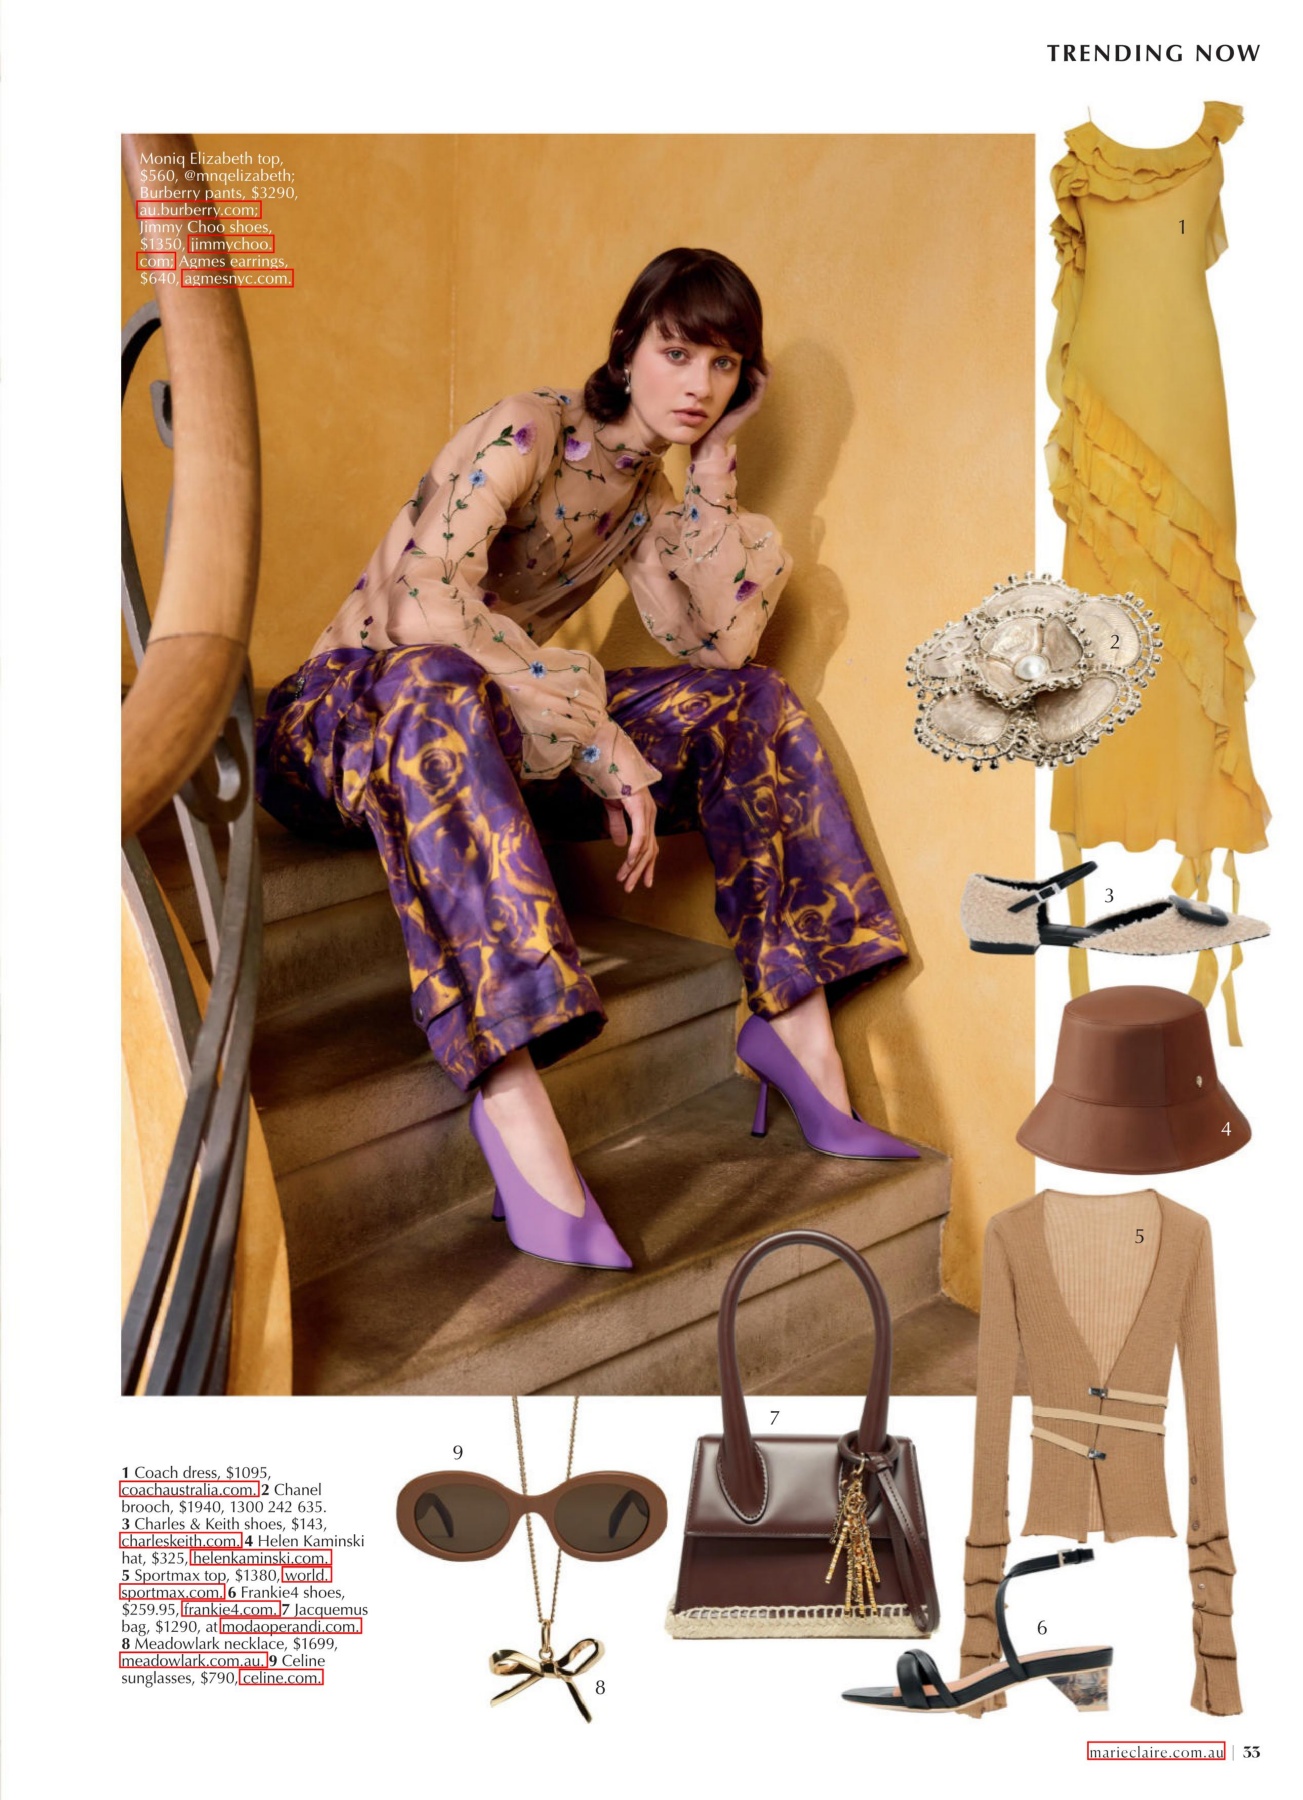 TRENDING NOW
Moniq Elizabeth top,
$560, @mnqelizabeth;
Burberry pants, $3290,
au.burberry.com;
Jimmy Choo shoes,
$1350, jimmychoo.
com; Agmes earrings,
$640, agmesnyc.com.
1
2
3
4
5
7
9
6
8
1 Coach dress, $1095,
coachaustralia.com. 2 Chanel
brooch, $1940, 1300 242 635.
3 Charles & Keith shoes, $143,
charleskeith.com. 4 Helen Kaminski
hat, $325, helenkaminski.com.
5 Sportmax top, $1380, world.
sportmax.com. 6 Frankie4 shoes,
$259.95, frankie4.com. 7 Jacquemus
bag, $1290, at modaoperandi.com.
8 Meadowlark necklace, $1699,
meadowlark.com.au. 9 Celine
sunglasses, $790, celine.com.
marieclaire.com.au | 33